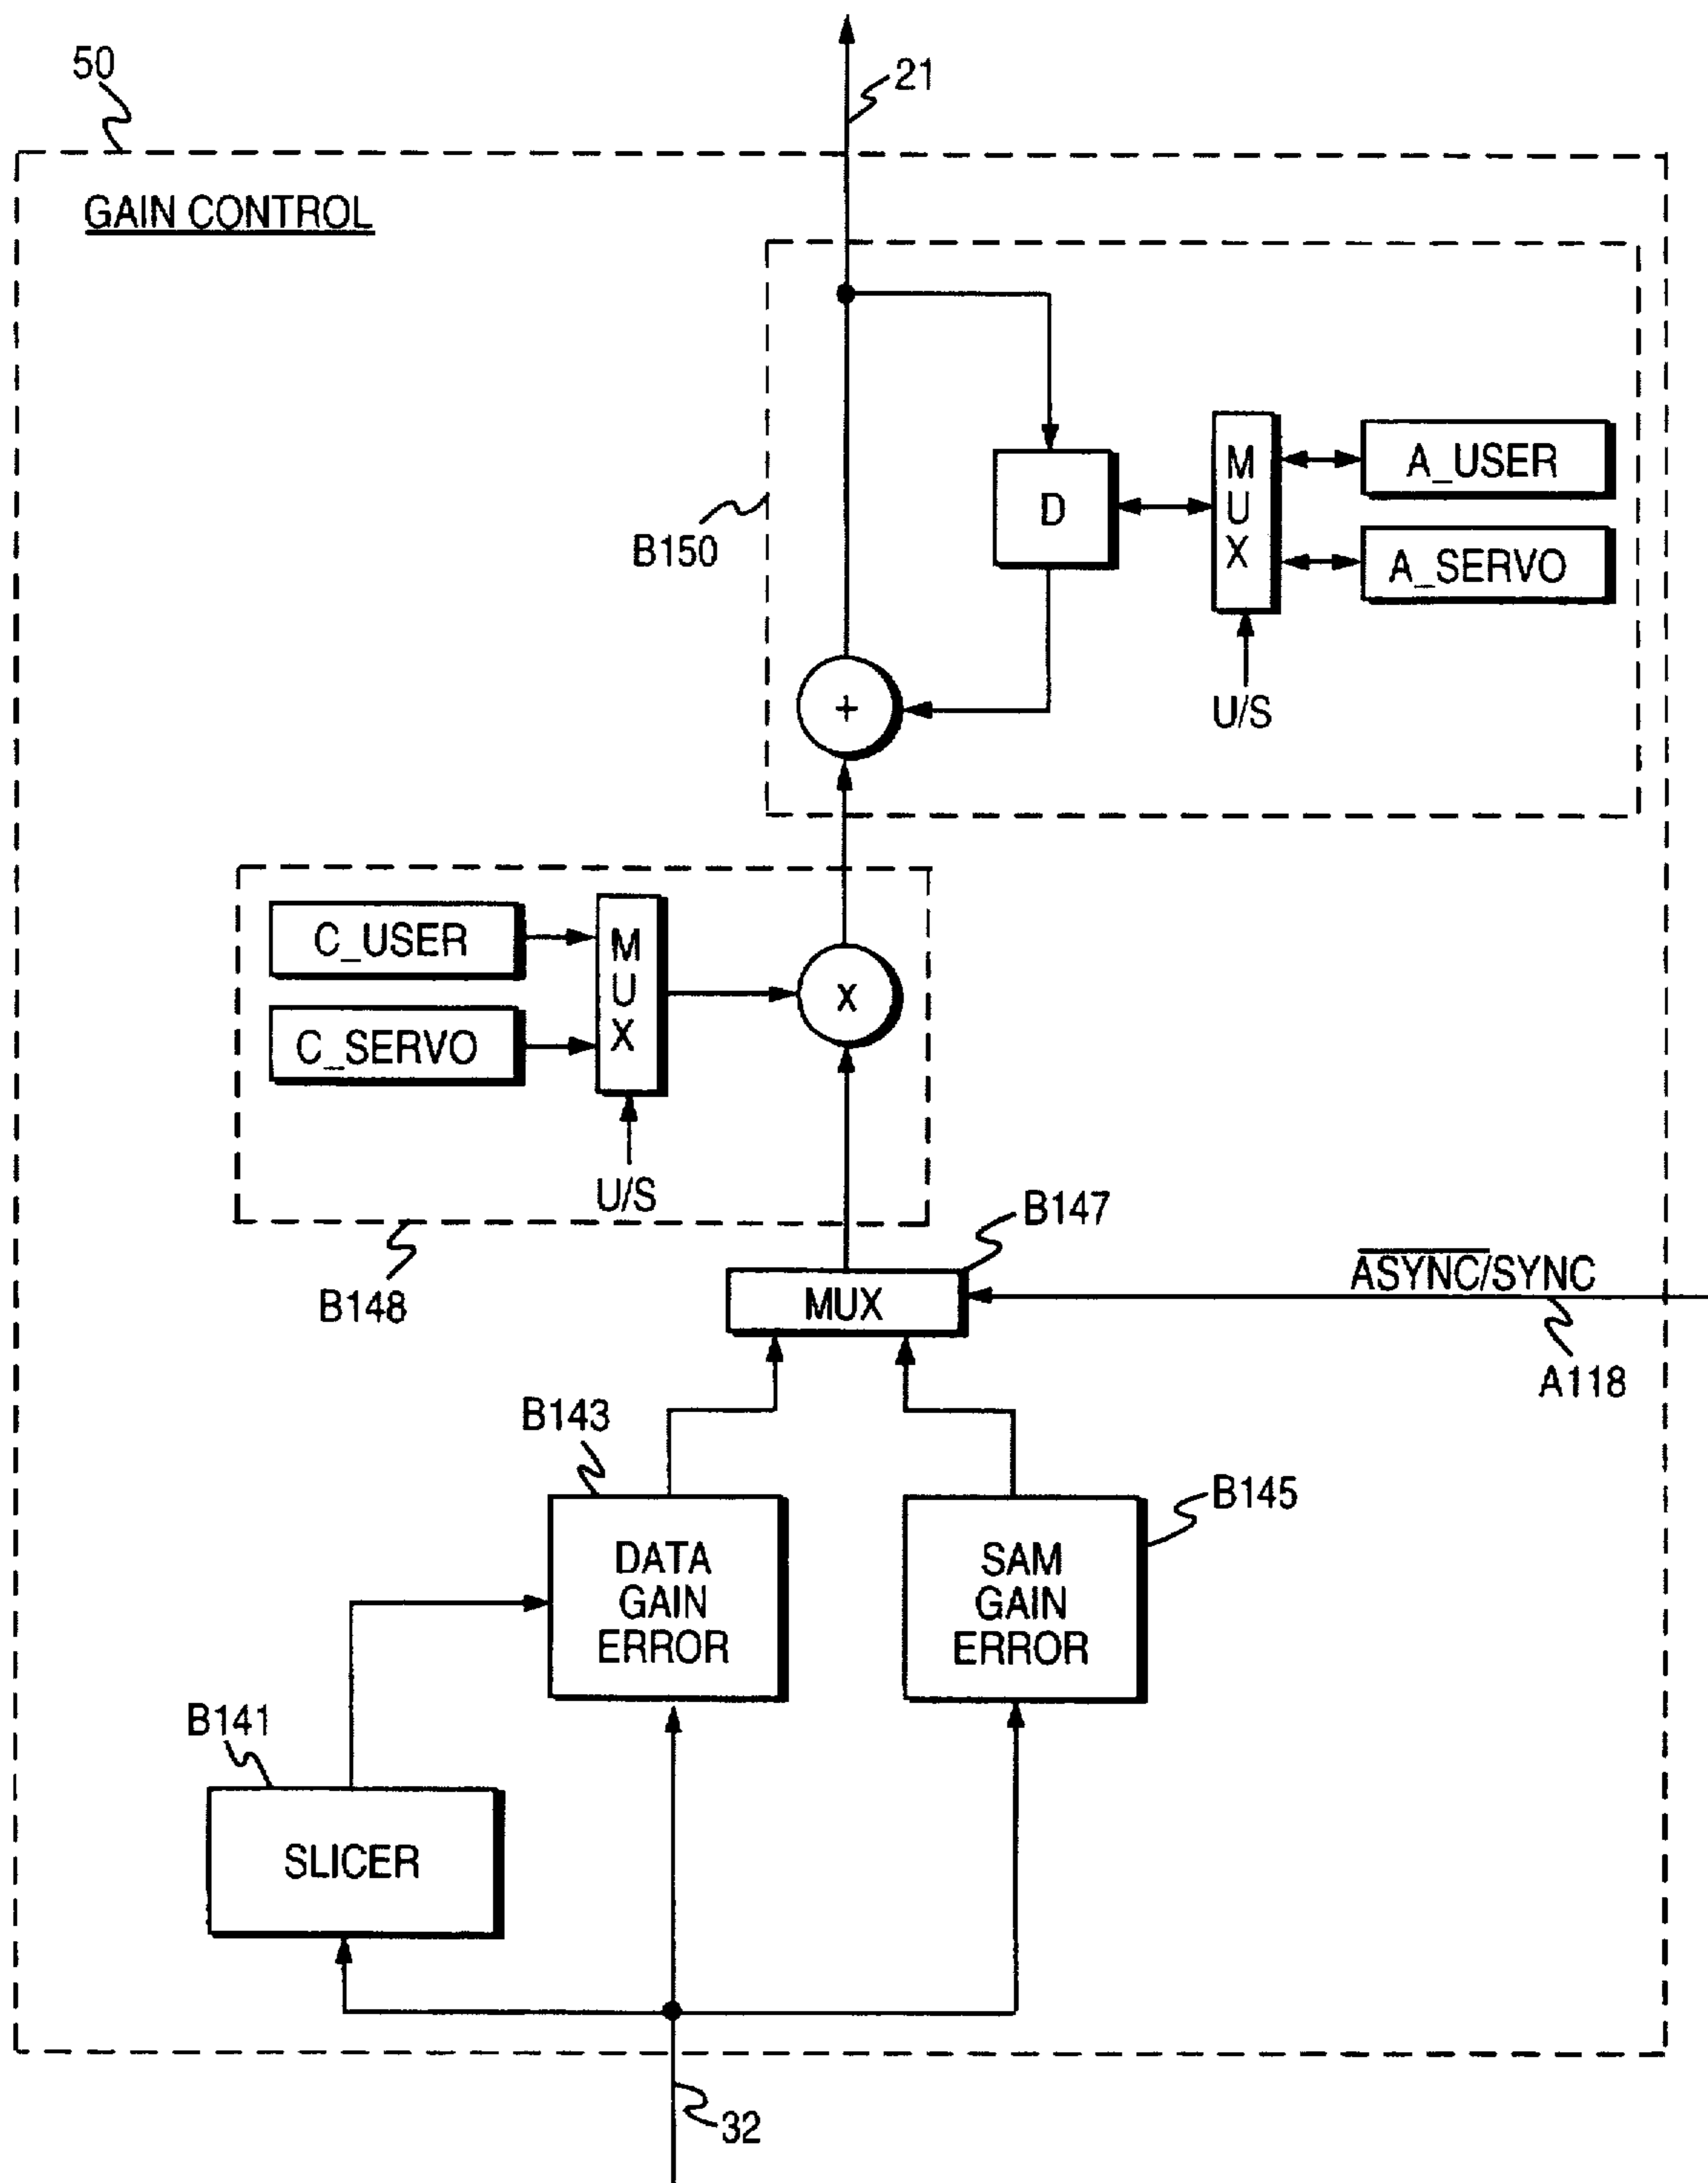 50
21
GAIN CONTROL
B150
D
M
U
X
A_USER
A_SERVO
U/S
+
C_USER
C_SERVO
M
U
X
X
U/S
B148
B147
MUX
ASYNC/SYNC
A118
B143
DATA
GAIN
ERROR
B145
SAM
GAIN
ERROR
B141
SLICER
32